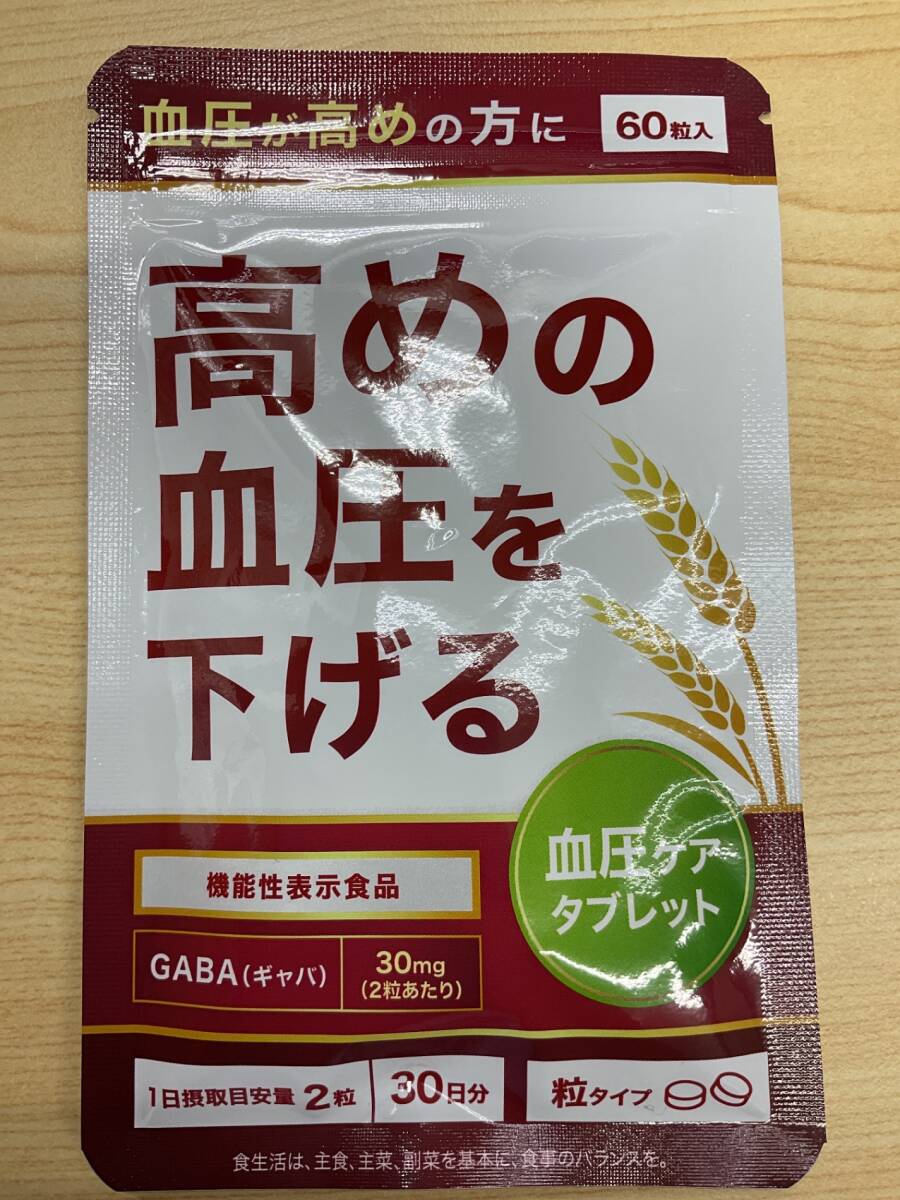 血圧が高めの方に
60粒入
高めの
血圧を
下げる
血圧ケア
タブレット
機能性表示食品
GABA(ギャバ)
30mg
(2粒あたり)
1日摂取目安量 2粒
30日分
粒タイプ
食生活は、主食、主菜、副菜を基本に、食事のバランスを。